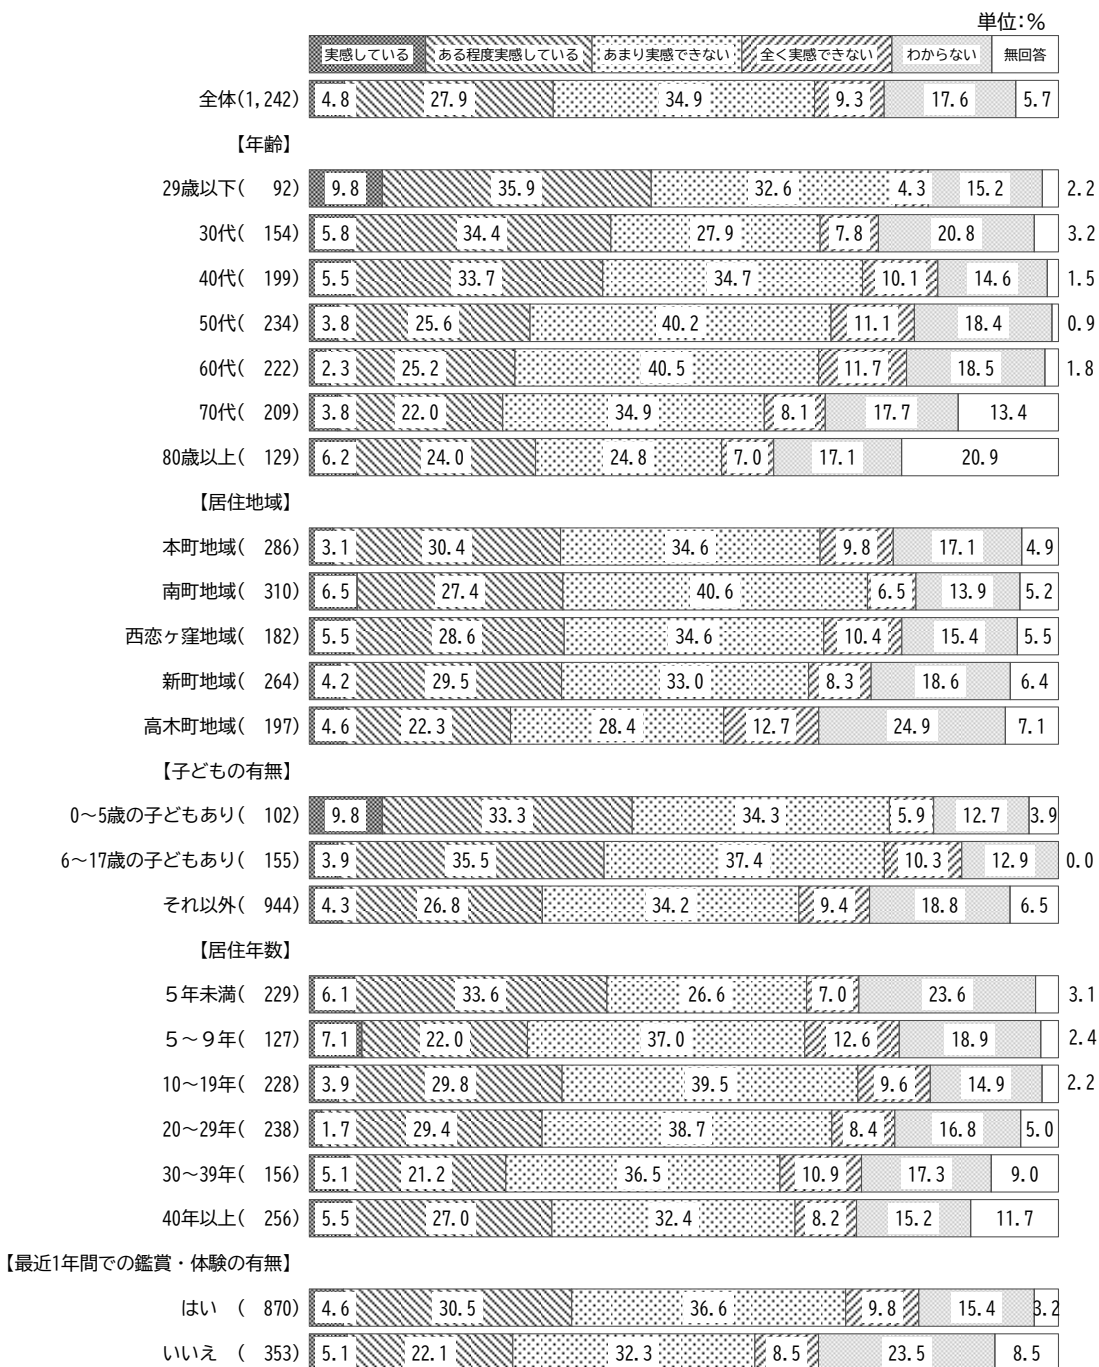 単位：％
実感している ある程度実感している あまり実感できない 全く実感できない わからない 無回答
全体(1,242) 4.8 27.9 34.9 9.3 17.6 5.7
【年齢】
29歳以下( 92) 9.8 35.9 32.6 4.3 15.2 2.2
30代( 154) 5.8 34.4 27.9 7.8 20.8 3.2
40代( 199) 5.5 33.7 34.7 10.1 14.6 1.5
50代( 234) 3.8 25.6 40.2 11.1 18.4 0.9
60代( 222) 2.3 25.2 40.5 11.7 18.5 1.8
70代( 209) 3.8 22.0 34.9 8.1 17.7 13.4
80歳以上( 129) 6.2 24.0 24.8 7.0 17.1 20.9
【居住地域】
本町地域( 286) 3.1 30.4 34.6 9.8 17.1 4.9
南町地域( 310) 6.5 27.4 40.6 6.5 13.9 5.2
西恋ヶ窪地域( 182) 5.5 28.6 34.6 10.4 15.4 5.5
新町地域( 264) 4.2 29.5 33.0 8.3 18.6 6.4
高木町地域( 197) 4.6 22.3 28.4 12.7 24.9 7.1
【子どもの有無】
0～5歳の子どもあり( 102) 9.8 33.3 34.3 5.9 12.7 3.9
6～17歳の子どもあり( 155) 3.9 35.5 37.4 10.3 12.9 0.0
それ以外( 944) 4.3 26.8 34.2 9.4 18.8 6.5
【居住年数】
５年未満( 229) 6.1 33.6 26.6 7.0 23.6 3.1
５～９年( 127) 7.1 22.0 37.0 12.6 18.9 2.4
10～19年( 228) 3.9 29.8 39.5 9.6 14.9 2.2
20～29年( 238) 1.7 29.4 38.7 8.4 16.8 5.0
30～39年( 156) 5.1 21.2 36.5 10.9 17.3 9.0
40年以上( 256) 5.5 27.0 32.4 8.2 15.2 11.7
【最近1年間での鑑賞・体験の有無】
はい ( 870) 4.6 30.5 36.6 9.8 15.4 3.2
いいえ ( 353) 5.1 22.1 32.3 8.5 23.5 8.5